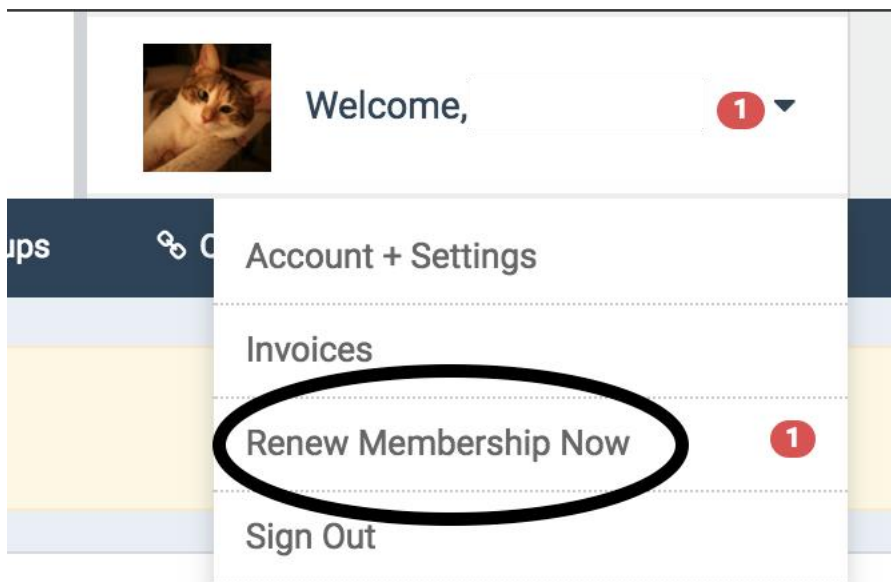 Welcome, 1
ups
Account + Settings
Invoices
Renew Membership Now 1
Sign Out